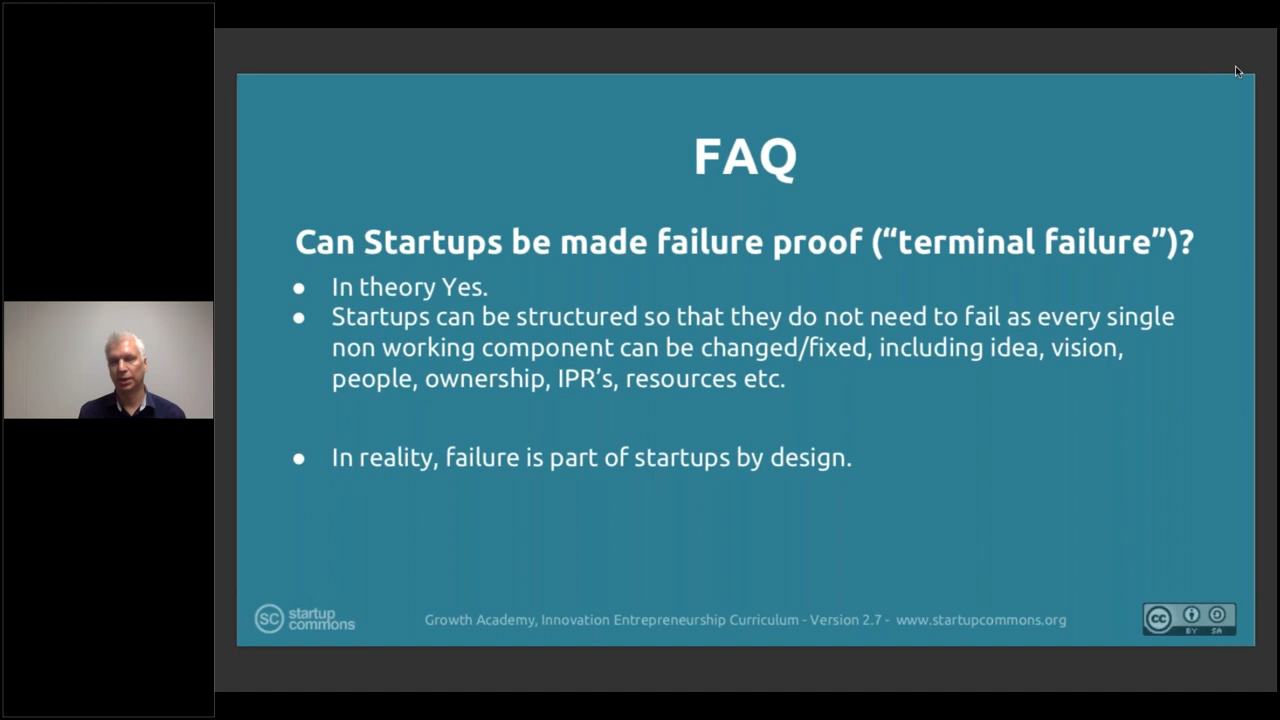 FAQ
Can Startups be made failure proof (“terminal failure”)?
● In theory Yes.
● Startups can be structured so that they do not need to fail as every single
non working component can be changed/fixed, including idea, vision,
people, ownership, IPR’s, resources etc.
● In reality, failure is part of startups by design.
SC startup
commons
Growth Academy, Innovation Entrepreneurship Curriculum - Version 2.7 - www.startupcommons.org
cc
BY SA